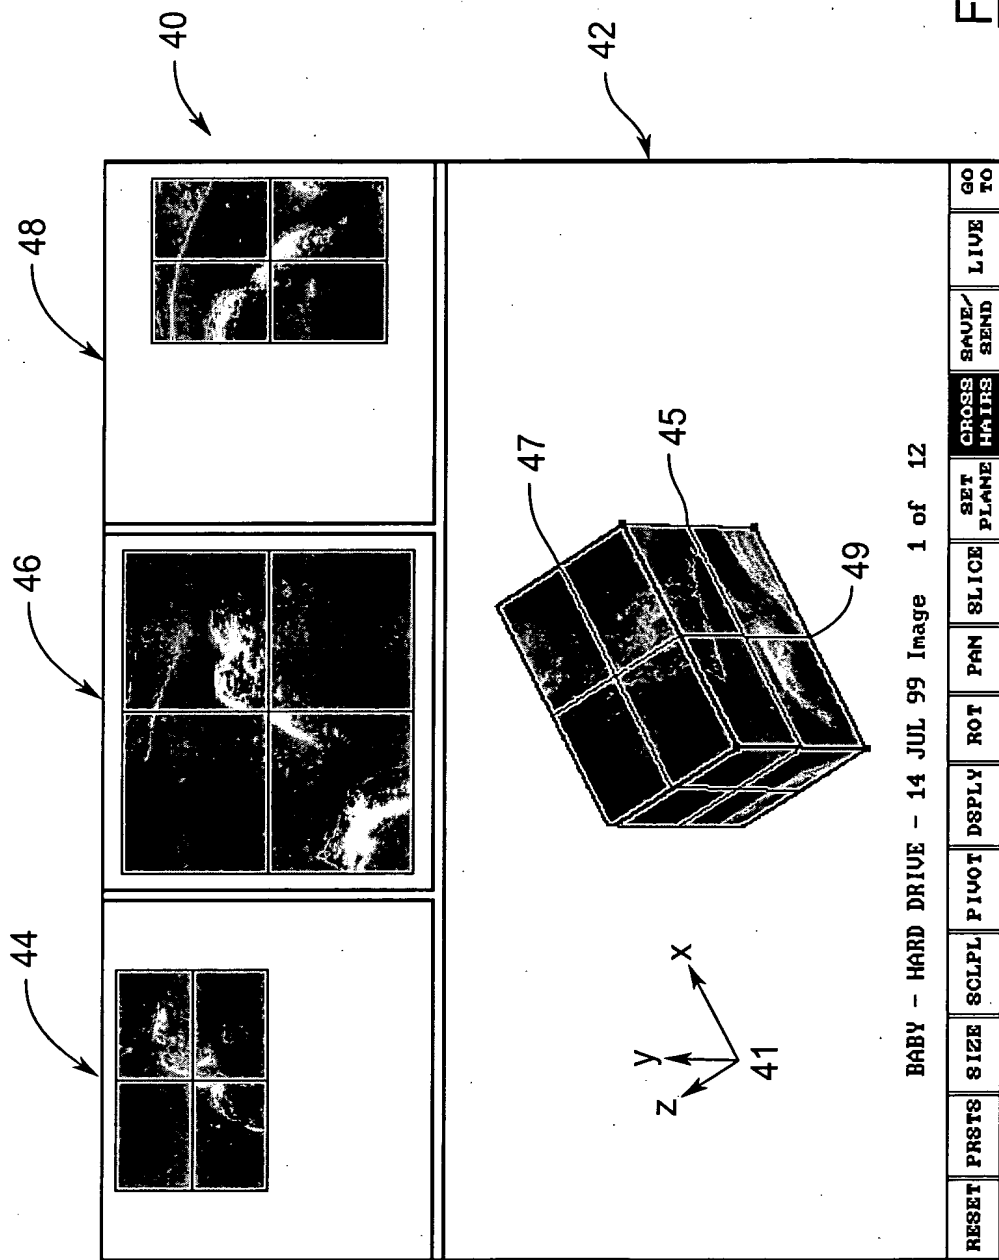 40
44
46
48
42
47
45
49
z
y
x
41
BABY - HARD DRIVE - 14 JUL 99 Image 1 of 12
RESET PRSTS SIZE SCLPL PIVOT DSPLY ROT PAN SLICE SET PLANE CROSS HAIRS SAVE/ SEND LIVE GO TO